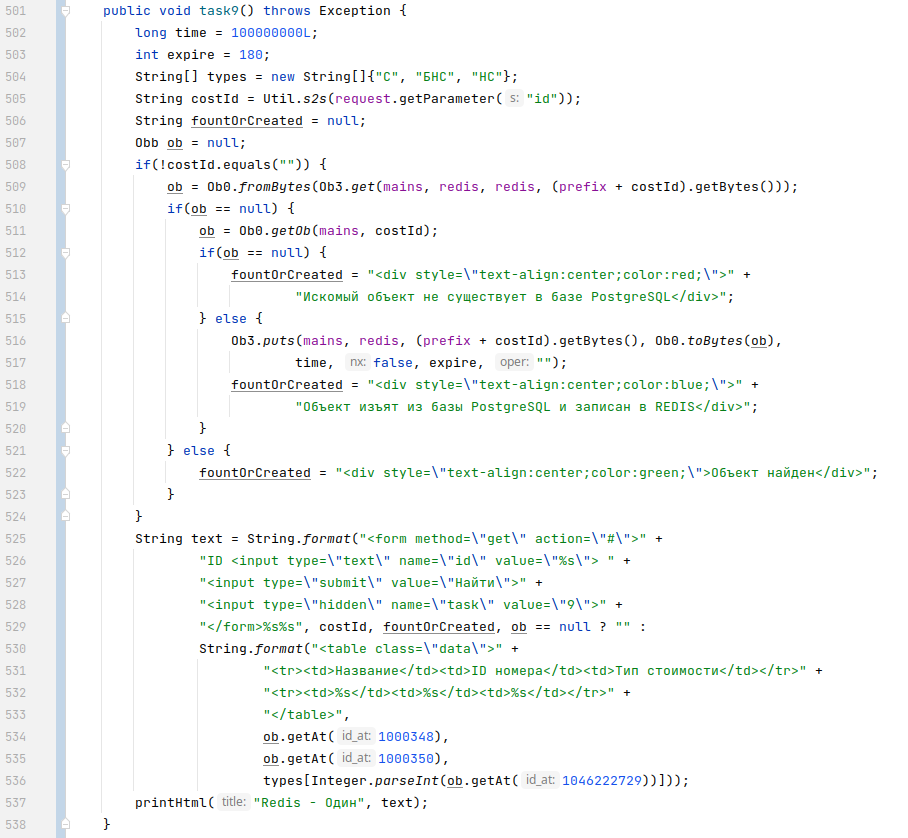 501 public void task9() throws Exception {
502 long time = 100000000L;
503 int expire = 180;
504 String[] types = new String[]{"С", "БНС", "НС"};
505 String costId = Util.s2s(request.getParameter( s: "id"));
506 String fountOrCreated = null;
507 Obb ob = null;
508 if(!costId.equals("")) {
509 ob = Ob0.fromBytes(Ob3.get(mains, redis, redis, (prefix + costId).getBytes()));
510 if(ob == null) {
511 ob = Ob0.getOb(mains, costId);
512 if(ob == null) {
513 fountOrCreated = "<div style=\"text-align:center;color:red;\">" +
514 "Искомый объект не существует в базе PostgreSQL</div>";
515 } else {
516 Ob3.puts(mains, redis, (prefix + costId).getBytes(), Ob0.toBytes(ob),
517 time, nx: false, expire, oper: "");
518 fountOrCreated = "<div style=\"text-align:center;color:blue;\">" +
519 "Объект изъят из базы PostgreSQL и записан в REDIS</div>";
520 }
521 } else {
522 fountOrCreated = "<div style=\"text-align:center;color:green;\">Объект найден</div>";
523 }
524 }
525 String text = String.format("<form method=\"get\" action=\"#\">" +
526 "ID <input type=\"text\" name=\"id\" value=\"%s\"> " +
527 "<input type=\"submit\" value=\"Найти\">" +
528 "<input type=\"hidden\" name=\"task\" value=\"9\">" +
529 "</form>%s%s", costId, fountOrCreated, ob == null ? "" :
530 String.format("<table class=\"data\">" +
531 "<tr><td>Название</td><td>ID номера</td><td>Тип стоимости</td></tr>" +
532 "<tr><td>%s</td><td>%s</td><td>%s</td></tr>" +
533 "</table>",
534 ob.getAt( id_at: 1000348),
535 ob.getAt( id_at: 1000350),
536 types[Integer.parseInt(ob.getAt( id_at: 1046222729))]));
537 printHtml( title: "Redis - Один", text);
538 }